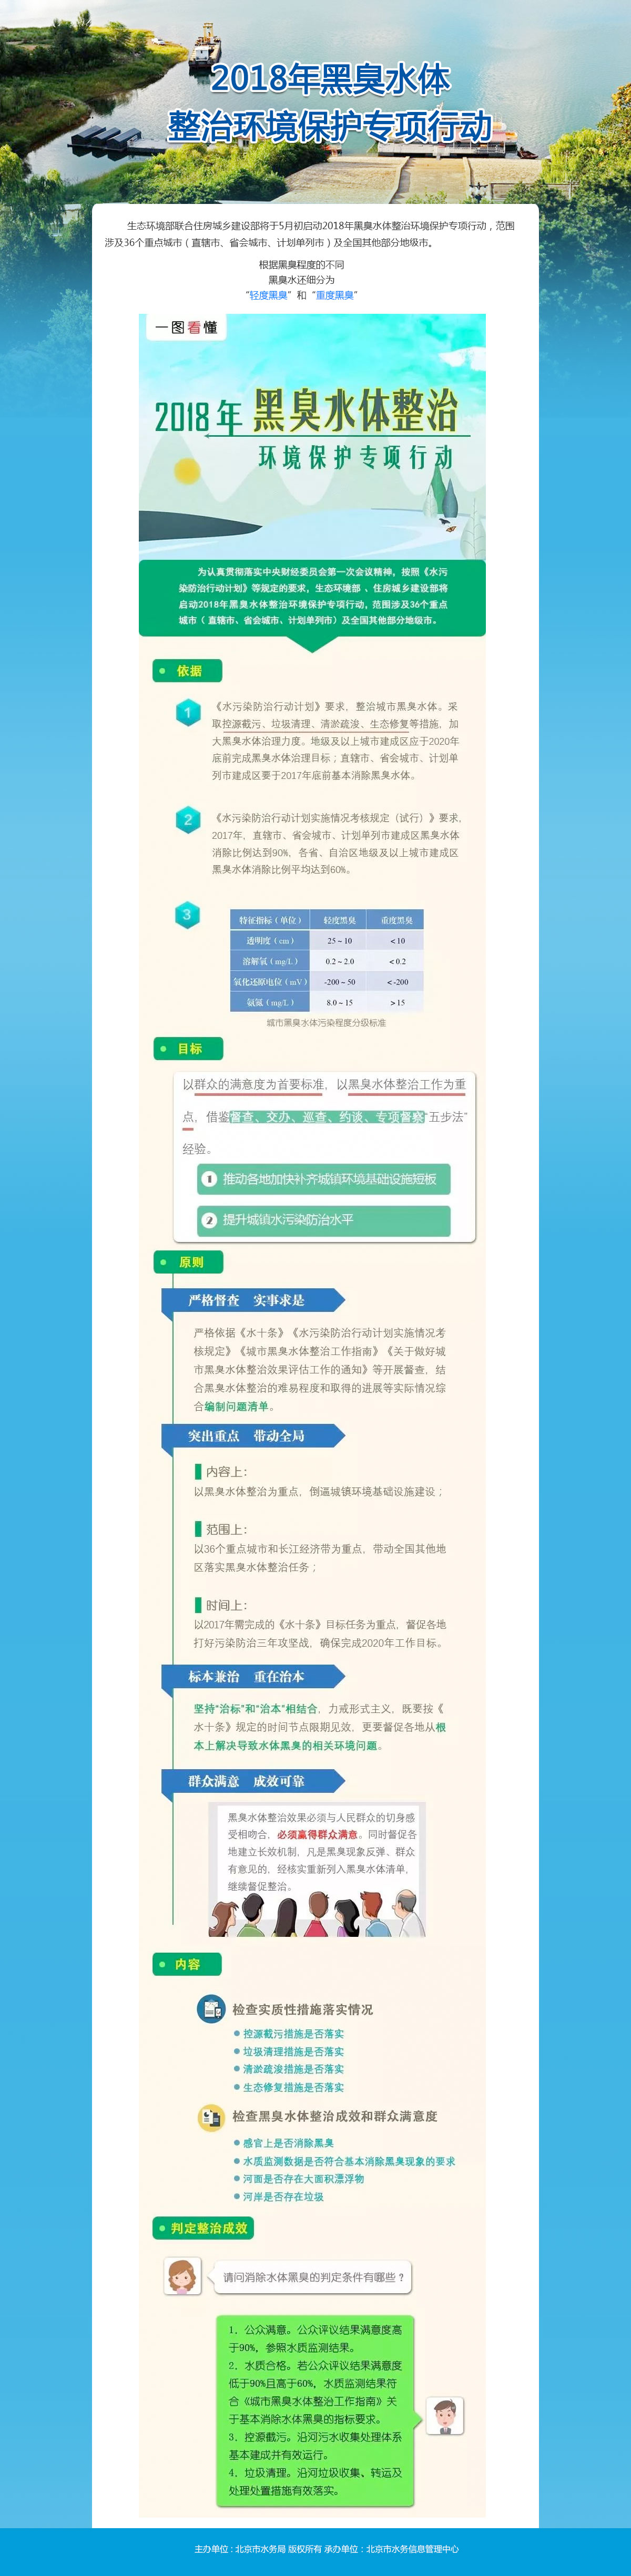 2018年黑臭水体
整治环境保护专项行动
生态环境部联合住房城乡建设部将于5月初启动2018年黑臭水体整治环境保护专项行动，范围
涉及36个重点城市（直辖市、省会城市、计划单列市）及全国其他部分地级市。
根据黑臭程度的不同
黑臭水还细分为
“轻度黑臭”和“重度黑臭”
一图看懂
2018年 黑臭水体整治
环境保护专项行动
为认真贯彻落实中央财经委员会第一次会议精神，按照《水污
染防治行动计划》等规定的要求，生态环境部 、住房城乡建设部将
启动2018年黑臭水体整治环境保护专项行动，范围涉及36个重点
城市（ 直辖市、省会城市、计划单列市）及全国其他部分地级市。
依据
1
《水污染防治行动计划》要求，整治城市黑臭水体。采
取控源截污、垃圾清理、清淤疏浚、生态修复等措施，加
大黑臭水体治理力度。地级及以上城市建成区应于2020年
底前完成黑臭水体治理目标；直辖市、省会城市、计划单
列市建成区要于2017年底前基本消除黑臭水体。
2
《水污染防治行动计划实施情况考核规定（试行）》要求，
2017年，直辖市、省会城市、计划单列市建成区黑臭水体
消除比例达到90%，各省、自治区地级及以上城市建成区
黑臭水体消除比例平均达到60%。
3
特征指标（单位） 轻度黑臭 重度黑臭
透明度（cm） 25～10 ＜10
溶解氧（mg/L） 0.2～2.0 ＜0.2
氧化还原电位（mV） -200～50 ＜-200
氨氮（mg/L） 8.0～15 ＞15
城市黑臭水体污染程度分级标准
目标
以群众的满意度为首要标准，以黑臭水体整治工作为重
点，借鉴督查、交办、巡查、约谈、专项督察“五步法”
经验。
1 推动各地加快补齐城镇环境基础设施短板
2 提升城镇水污染防治水平
原则
严格督查 实事求是
严格依据《水十条》《水污染防治行动计划实施情况考
核规定》《城市黑臭水体整治工作指南》《关于做好城
市黑臭水体整治效果评估工作的通知》等开展督查，结
合黑臭水体整治的难易程度和取得的进展等实际情况综
合编制问题清单。
突出重点 带动全局
内容上：
以黑臭水体整治为重点，倒逼城镇环境基础设施建设；
范围上：
以36个重点城市和长江经济带为重点，带动全国其他地
区落实黑臭水体整治任务；
时间上：
以2017年需完成的《水十条》目标任务为重点，督促各地
打好污染防治三年攻坚战，确保完成2020年工作目标。
标本兼治 重在治本
坚持“治标”和“治本”相结合，力戒形式主义，既要按《
水十条》规定的时间节点限期见效，更要督促各地从根
本上解决导致水体黑臭的相关环境问题。
群众满意 成效可靠
黑臭水体整治效果必须与人民群众的切身感
受相吻合，必须赢得群众满意。同时督促各
地建立长效机制，凡是黑臭现象反弹、群众
有意见的，经核实重新列入黑臭水体清单，
继续督促整治。
内容
检查实质性措施落实情况
控源截污措施是否落实
垃圾清理措施是否落实
清淤疏浚措施是否落实
生态修复措施是否落实
检查黑臭水体整治成效和群众满意度
感官上是否消除黑臭
水质监测数据是否符合基本消除黑臭现象的要求
河面是否存在大面积漂浮物
河岸是否存在垃圾
判定整治成效
请问消除水体黑臭的判定条件有哪些？
1．公众满意。公众评议结果满意度高
于90%，参照水质监测结果。
2．水质合格。若公众评议结果满意度
低于90%且高于60%，水质监测结果符
合《城市黑臭水体整治工作指南》关
于基本消除水体黑臭的指标要求。
3．控源截污。沿河污水收集处理体系
基本建成并有效运行。
4．垃圾清理。沿河垃圾收集、转运及
处理处置措施有效落实。
主办单位：北京市水务局 版权所有 承办单位：北京市水务信息管理中心